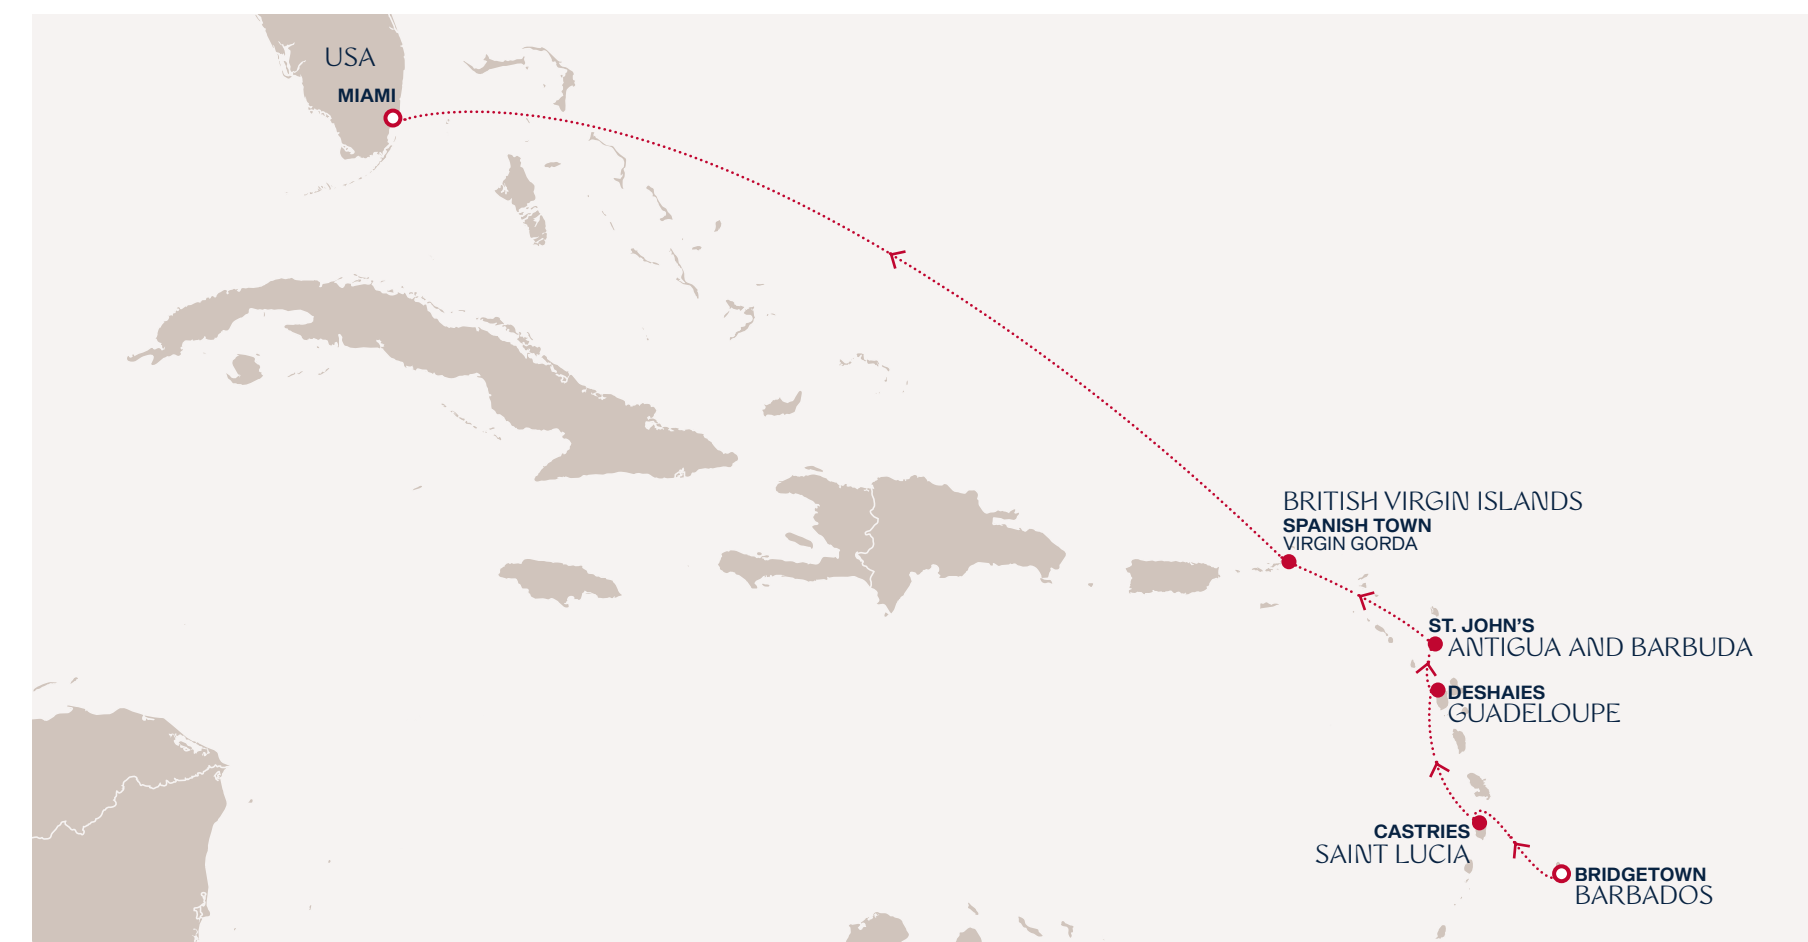 USA
MIAMI
BRITISH VIRGIN ISLANDS
SPANISH TOWN
VIRGIN GORDA
ST. JOHN'S
ANTIGUA AND BARBUDA
DESHAIES
GUADELOUPE
CASTRIES
SAINT LUCIA
BRIDGETOWN
BARBADOS